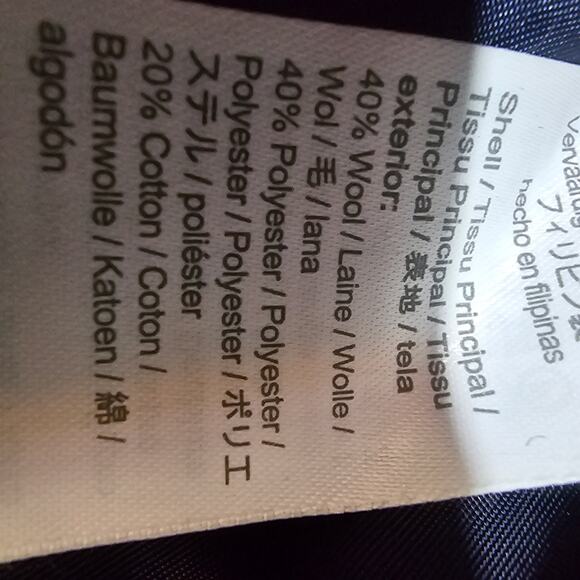 フィリピン製
hecho en filipinas
Shell / Tissu Principal /
Tissu Principal / Tissu
Principal / 表地 / tela
exterior:
40% Wool / Laine / Wolle /
Wol / 毛 / lana
40% Polyester / Polyester /
Polyester / Polyester / ポリエ
ステル / poliéster
20% Cotton / Coton /
Baumwolle / Katoen / 綿 /
algodón